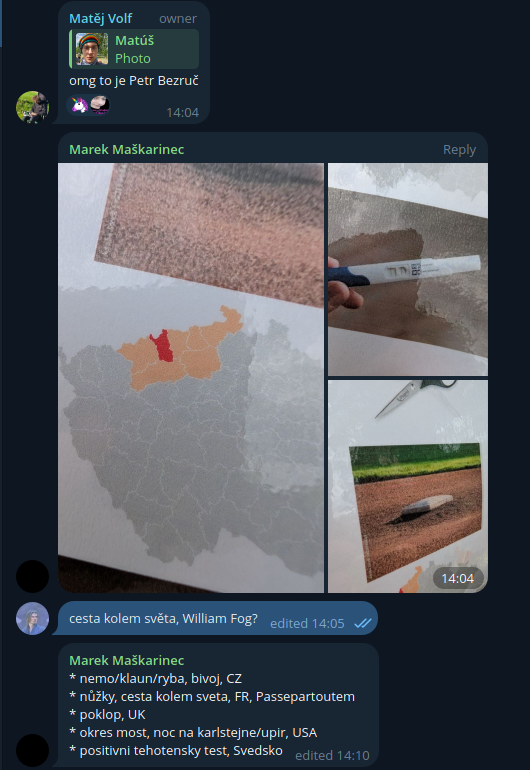 Matěj Volf owner
Matúš
Photo
omg to je Petr Bezruč
14:04
Marek Maškarinec Reply
14:04
cesta kolem světa, William Fog?
edited 14:05
Marek Maškarinec
* nemo/klaun/ryba, bivoj, CZ
* nůžky, cesta kolem sveta, FR, Passepartoutem
* poklop, UK
* okres most, noc na karlstejne/upir, USA
* positivni tehotensky test, Svedsko
edited 14:10